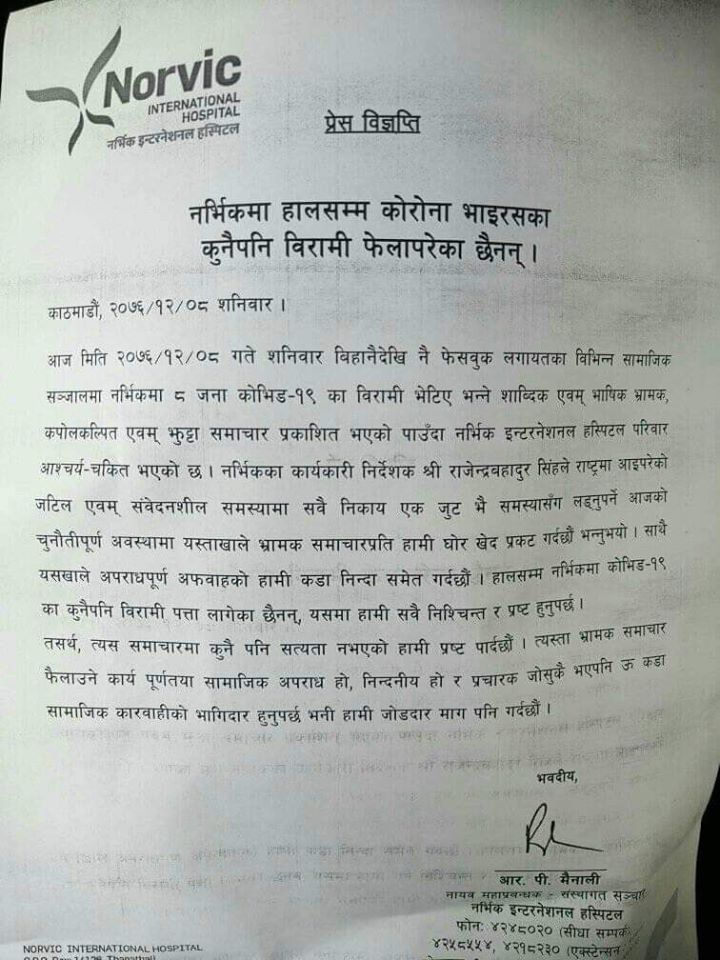 Norvic
INTERNATIONAL
HOSPITAL
नर्भिक इन्टरनेशनल हस्पिटल
प्रेस विज्ञप्ति
नर्भिकमा हालसम्म कोरोना भाइरसका
कुनैपनि विरामी फेलापरेका छैनन् ।
काठमाडौं, २०७६/१२/०८ शनिवार ।
आज मिति २०७६/१२/०८ गते शनिवार विहानैदेखि नै फेसवुक लगायतका विभिन्न सामाजिक
सञ्जालमा नर्भिकमा ८ जना कोभिड-१९ का विरामी भेटिए भन्ने शाब्दिक एवम् भाषिक भ्रामक,
कपोलकल्पित एवम् झुट्टा समाचार प्रकाशित भएको पाउँदा नर्भिक इन्टरनेशनल हस्पिटल परिवार
आश्चर्य-चकित भएको छ । नर्भिकका कार्यकारी निर्देशक श्री राजेन्द्रबहादुर सिंहले राष्ट्रमा आइपरेको
जटिल एवम् संवेदनशील समस्यामा सवै निकाय एक जुट भै समस्यासँग लड्नुपर्ने आजको
चुनौतीपूर्ण अवस्थामा यस्ताखाले भ्रामक समाचारप्रति हामी घोर खेद प्रकट गर्दछौं भन्नुभयो । साथै
यसखाले अपराधपूर्ण अफवाहको हामी कडा निन्दा समेत गर्दछौं । हालसम्म नर्भिकमा कोभिड-१९
का कुनैपनि विरामी पत्ता लागेका छैनन्, यसमा हामी सवै निश्चिन्त र प्रष्ट हुनुपर्छ ।
तसर्थ, त्यस समाचारमा कुनै पनि सत्यता नभएको हामी प्रष्ट पार्दछौं । त्यस्ता भ्रामक समाचार
फैलाउने कार्य पूर्णतया सामाजिक अपराध हो, निन्दनीय हो र प्रचारक जोसुकै भएपनि ऊ कडा
सामाजिक कारवाहीको भागिदार हुनुपर्छ भनी हामी जोडदार माग पनि गर्दछौं ।
भवदीय,
आर. पी. मैनाली
नायव महाप्रवन्धक - संस्थागत सञ्चा
नर्भिक इन्टरनेशनल हस्पिटल
फोन: ४२४८०२० (सीधा सम्पर्क)
४२५८५५४, ४२१८२३० (एक्स्टेन्सन
NORVIC INTERNATIONAL HOSPITAL